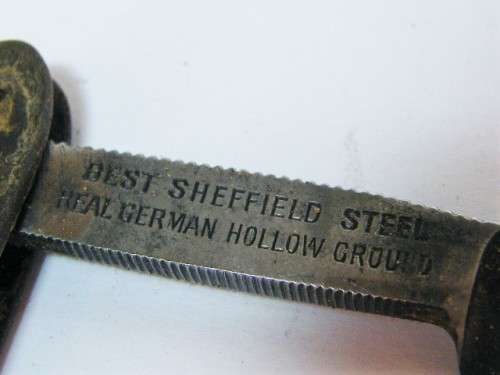 BEST SHEFFIELD STEEL
REAL GERMAN HOLLOW GROUND